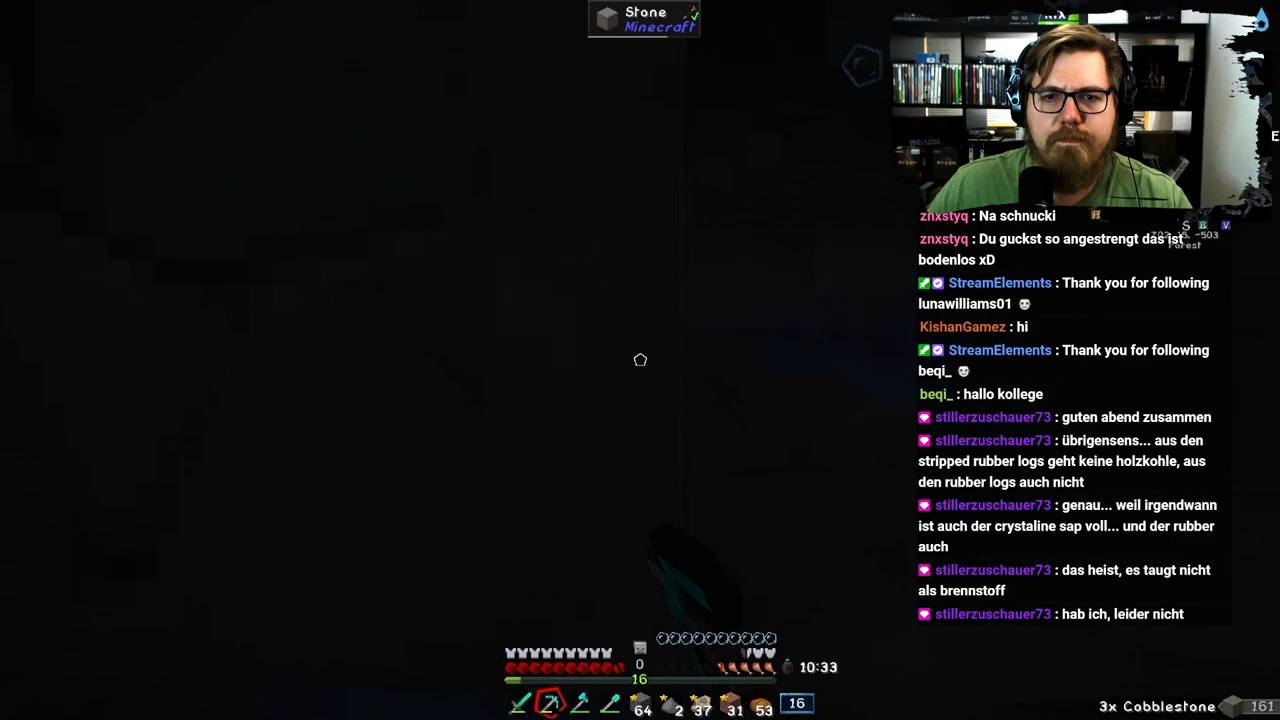 Stone
Minecraft
znxstyq : Na schnucki
S B V
znxstyq : Du guckst so angestrengt das ist
-503
bodenlos xD
StreamElements : Thank you for following
lunawilliams01
KishanGamez : hi
StreamElements : Thank you for following
beqi_
beqi_ : hallo kollege
stillerzuschauer73 : guten abend zusammen
stillerzuschauer73 : übrigensens... aus den
stripped rubber logs geht keine holzkohle, aus
den rubber logs auch nicht
stillerzuschauer73 : genau... weil irgendwann
ist auch der crystaline sap voll... und der rubber
auch
stillerzuschauer73 : das heist, es taugt nicht
als brennstoff
stillerzuschauer73 : hab ich, leider nicht
0
10:33
16
64 2 37 31 53 16
3x Cobblestone 161